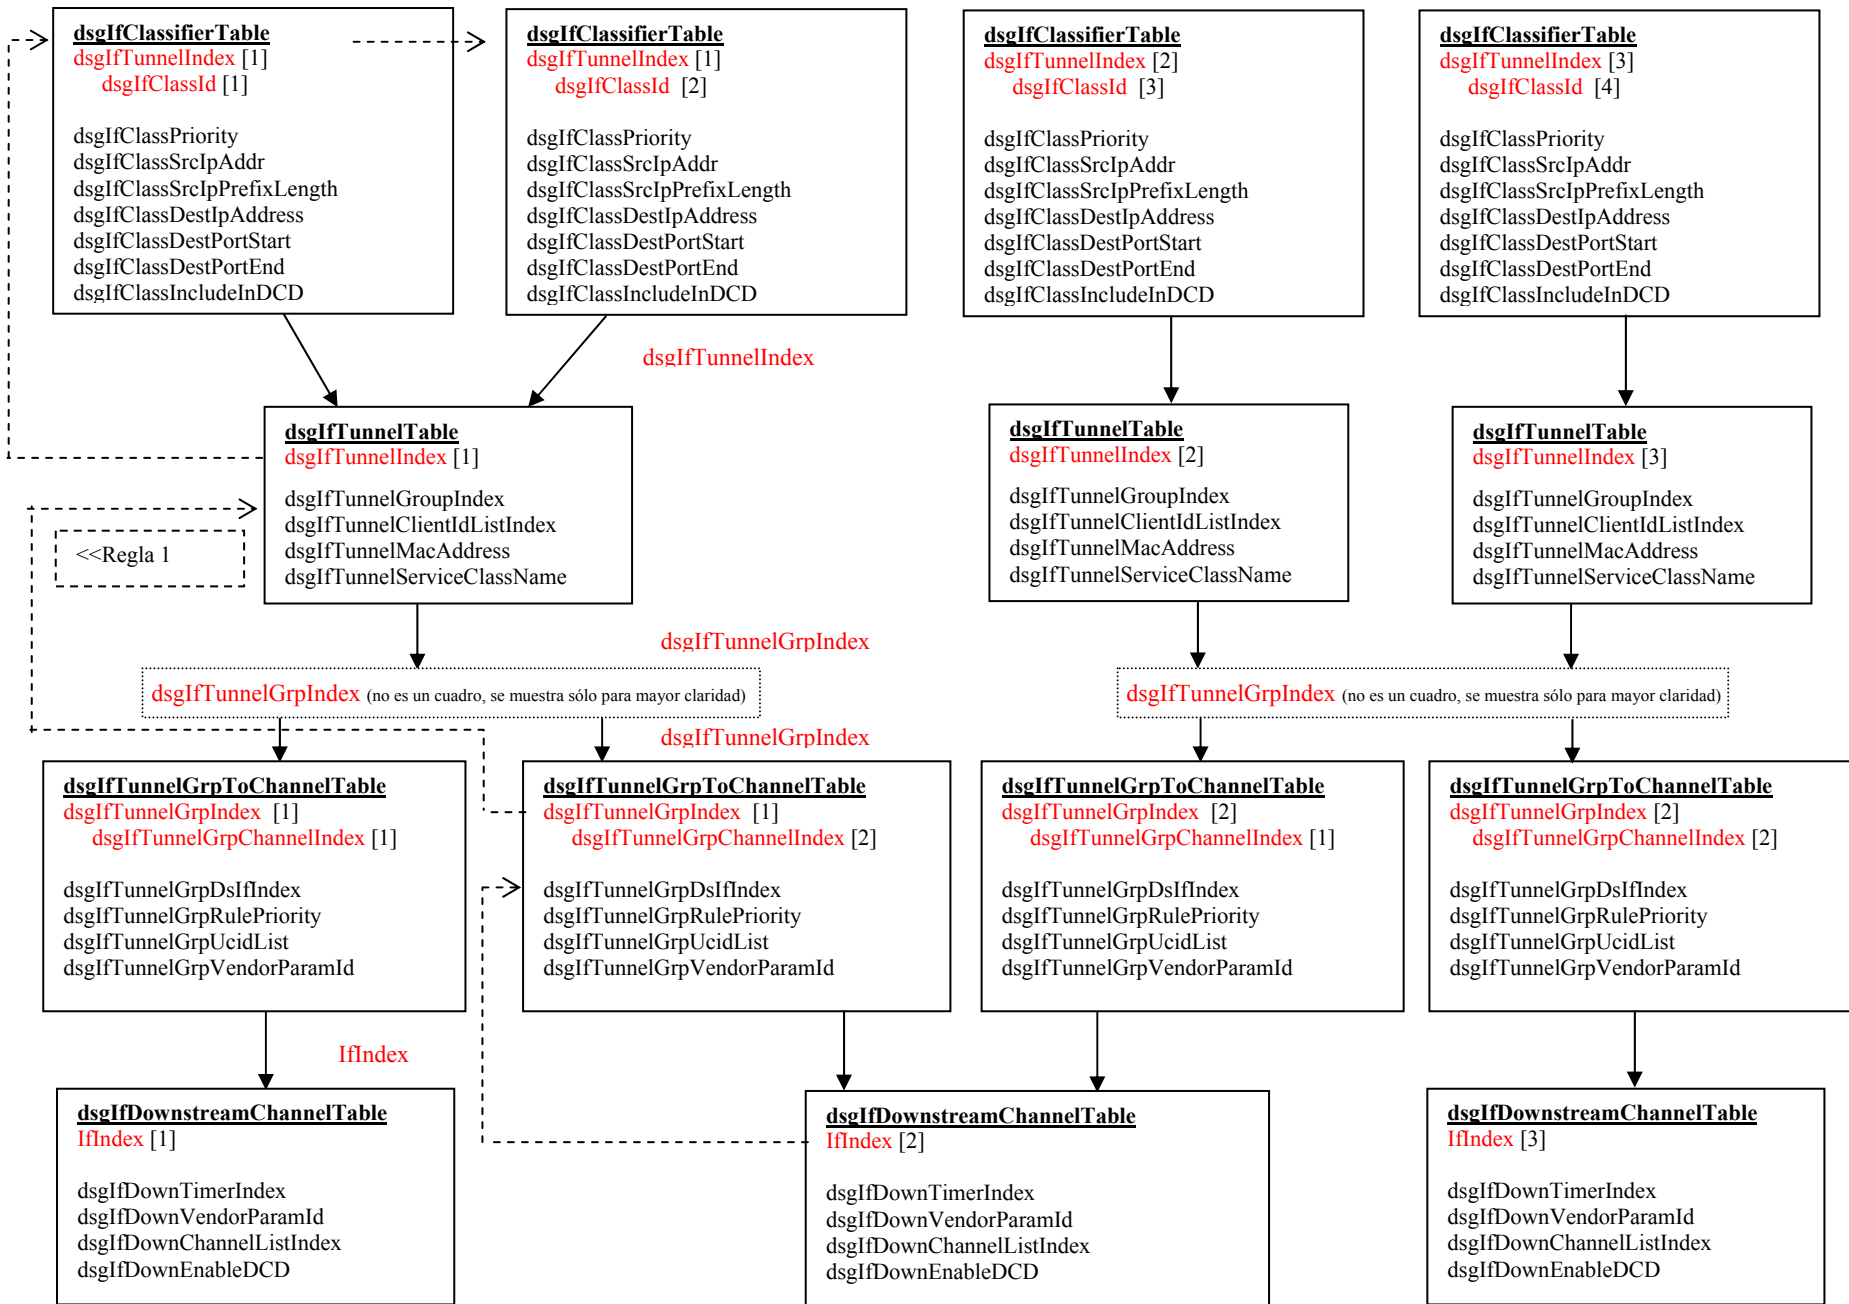 dsgIfClassifierTable
dsgIfTunnelIndex [1]
dsgIfClassId [1]
dsgIfClassPriority
dsgIfClassSrcIpAddr
dsgIfClassSrcIpPrefixLength
dsgIfClassDestIpAddress
dsgIfClassDestPortStart
dsgIfClassDestPortEnd
dsgIfClassIncludeInDCD
dsgIfClassifierTable
dsgIfTunnelIndex [1]
dsgIfClassId [2]
dsgIfClassPriority
dsgIfClassSrcIpAddr
dsgIfClassSrcIpPrefixLength
dsgIfClassDestIpAddress
dsgIfClassDestPortStart
dsgIfClassDestPortEnd
dsgIfClassIncludeInDCD
dsgIfClassifierTable
dsgIfTunnelIndex [2]
dsgIfClassId [3]
dsgIfClassPriority
dsgIfClassSrcIpAddr
dsgIfClassSrcIpPrefixLength
dsgIfClassDestIpAddress
dsgIfClassDestPortStart
dsgIfClassDestPortEnd
dsgIfClassIncludeInDCD
dsgIfClassifierTable
dsgIfTunnelIndex [3]
dsgIfClassId [4]
dsgIfClassPriority
dsgIfClassSrcIpAddr
dsgIfClassSrcIpPrefixLength
dsgIfClassDestIpAddress
dsgIfClassDestPortStart
dsgIfClassDestPortEnd
dsgIfClassIncludeInDCD
dsgIfTunnelIndex
dsgIfTunnelTable
dsgIfTunnelIndex [1]
dsgIfTunnelGroupIndex
dsgIfTunnelClientIdListIndex
dsgIfTunnelMacAddress
dsgIfTunnelServiceClassName
<<Regla 1
dsgIfTunnelTable
dsgIfTunnelIndex [2]
dsgIfTunnelGroupIndex
dsgIfTunnelClientIdListIndex
dsgIfTunnelMacAddress
dsgIfTunnelServiceClassName
dsgIfTunnelTable
dsgIfTunnelIndex [3]
dsgIfTunnelGroupIndex
dsgIfTunnelClientIdListIndex
dsgIfTunnelMacAddress
dsgIfTunnelServiceClassName
dsgIfTunnelGrpIndex
dsgIfTunnelGrpIndex (no es un cuadro, se muestra sólo para mayor claridad)
dsgIfTunnelGrpIndex (no es un cuadro, se muestra sólo para mayor claridad)
dsgIfTunnelGrpIndex
dsgIfTunnelGrpToChannelTable
dsgIfTunnelGrpIndex [1]
dsgIfTunnelGrpChannelIndex [1]
dsgIfTunnelGrpDsIfIndex
dsgIfTunnelGrpRulePriority
dsgIfTunnelGrpUcidList
dsgIfTunnelGrpVendorParamId
dsgIfTunnelGrpToChannelTable
dsgIfTunnelGrpIndex [1]
dsgIfTunnelGrpChannelIndex [2]
dsgIfTunnelGrpDsIfIndex
dsgIfTunnelGrpRulePriority
dsgIfTunnelGrpUcidList
dsgIfTunnelGrpVendorParamId
dsgIfTunnelGrpToChannelTable
dsgIfTunnelGrpIndex [2]
dsgIfTunnelGrpChannelIndex [1]
dsgIfTunnelGrpDsIfIndex
dsgIfTunnelGrpRulePriority
dsgIfTunnelGrpUcidList
dsgIfTunnelGrpVendorParamId
dsgIfTunnelGrpToChannelTable
dsgIfTunnelGrpIndex [2]
dsgIfTunnelGrpChannelIndex [2]
dsgIfTunnelGrpDsIfIndex
dsgIfTunnelGrpRulePriority
dsgIfTunnelGrpUcidList
dsgIfTunnelGrpVendorParamId
IfIndex
dsgIfDownstreamChannelTable
IfIndex [1]
dsgIfDownTimerIndex
dsgIfDownVendorParamId
dsgIfDownChannelListIndex
dsgIfDownEnableDCD
dsgIfDownstreamChannelTable
IfIndex [2]
dsgIfDownTimerIndex
dsgIfDownVendorParamId
dsgIfDownChannelListIndex
dsgIfDownEnableDCD
dsgIfDownstreamChannelTable
IfIndex [3]
dsgIfDownTimerIndex
dsgIfDownVendorParamId
dsgIfDownChannelListIndex
dsgIfDownEnableDCD